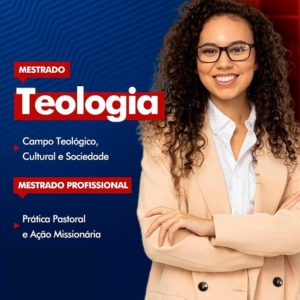 MESTRADO
Teologia
Campo Teológico,
Cultural e Sociedade
MESTRADO PROFISSIONAL
Prática Pastoral
e Ação Missionária